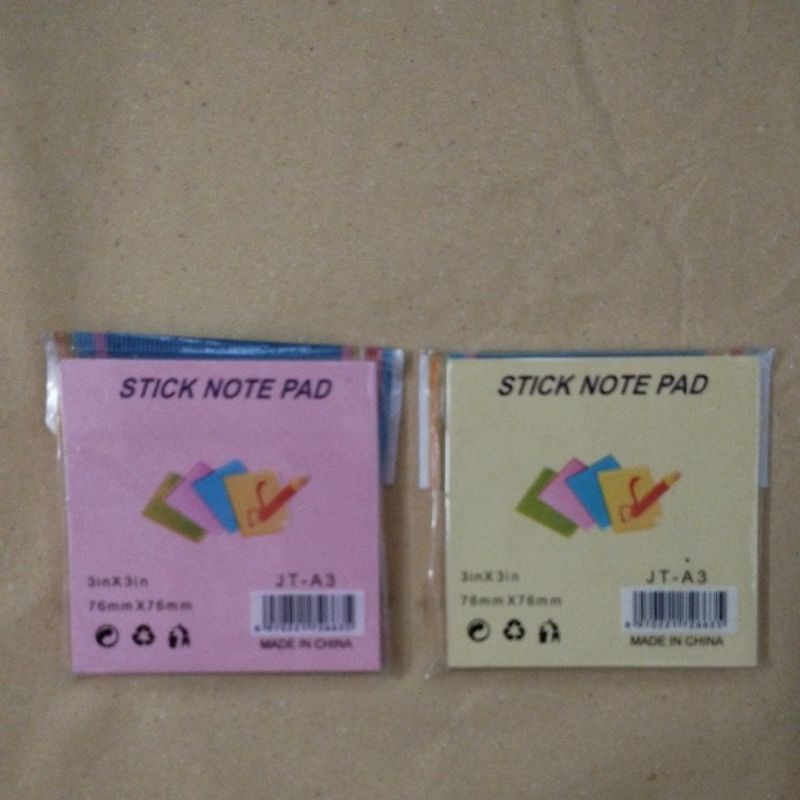 STICK NOTE PAD
3inX3in
JT-A3
76mmX76mm
MADE IN CHINA
STICK NOTE PAD
3inX3in
JT-A3
76mmX76mm
MADE IN CHINA